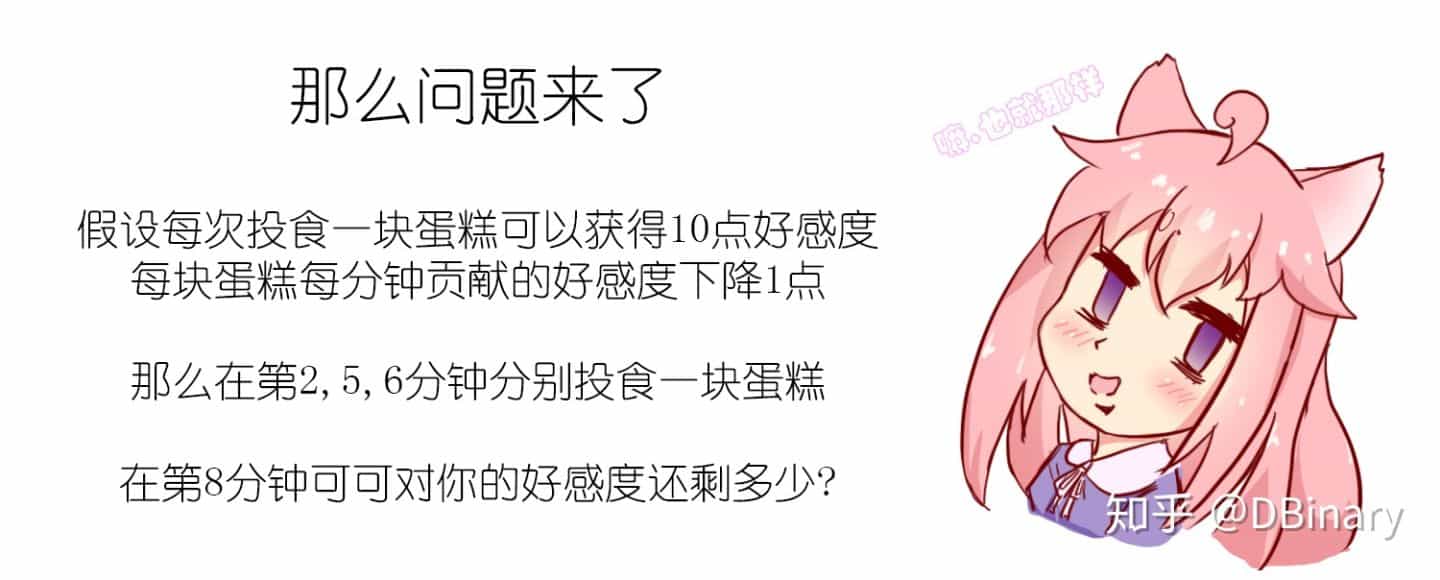 那么问题来了
嗨.也就那样
假设每次投食一块蛋糕可以获得10点好感度
每块蛋糕每分钟贡献的好感度下降1点
那么在第2,5,6分钟分别投食一块蛋糕
在第8分钟可可对你的好感度还剩多少?
知乎 @DBinary